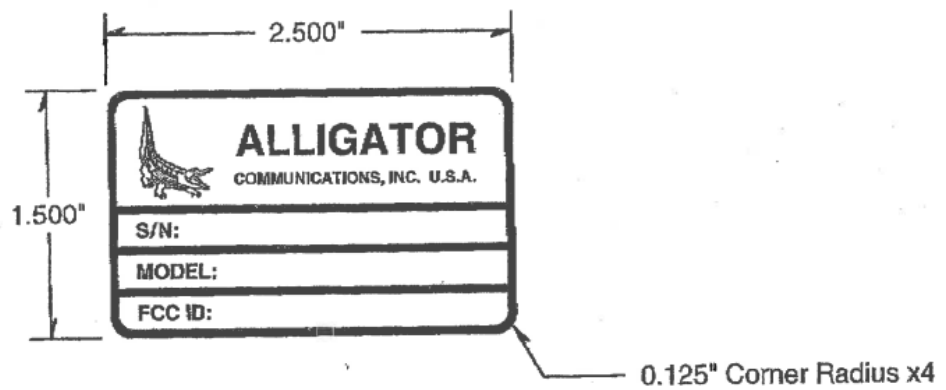 2.500"
ALLIGATOR
COMMUNICATIONS, INC. U.S.A.
1.500"
S/N:
MODEL:
FCC ID:
0.125" Corner Radius x4